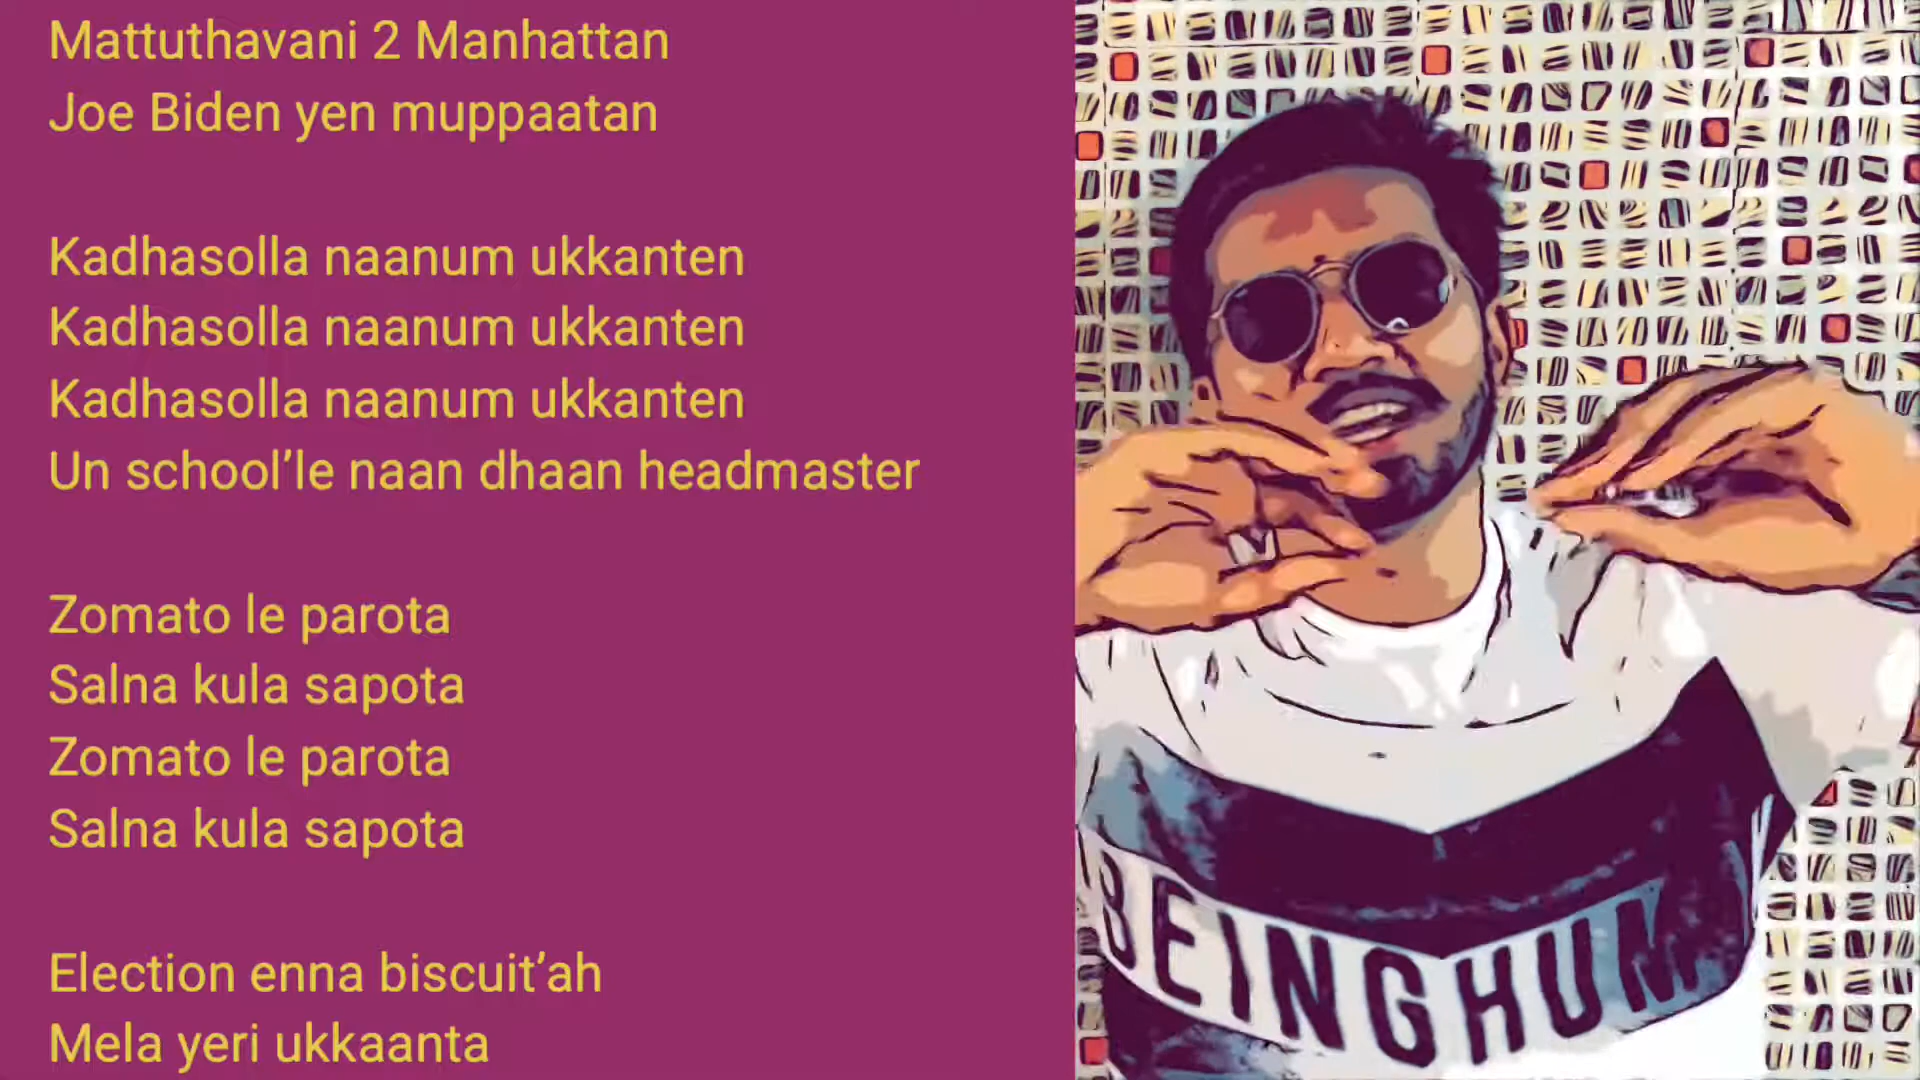 Mattuthavani 2 Manhattan
Joe Biden yen muppaatan
Kadhasolla naanum ukkanten
Kadhasolla naanum ukkanten
Kadhasolla naanum ukkanten
Un school’le naan dhaan headmaster
Zomato le parota
Salna kula sapota
Zomato le parota
Salna kula sapota
Election enna biscuit’ah
Mela yeri ukkaanta
BEINGHUM